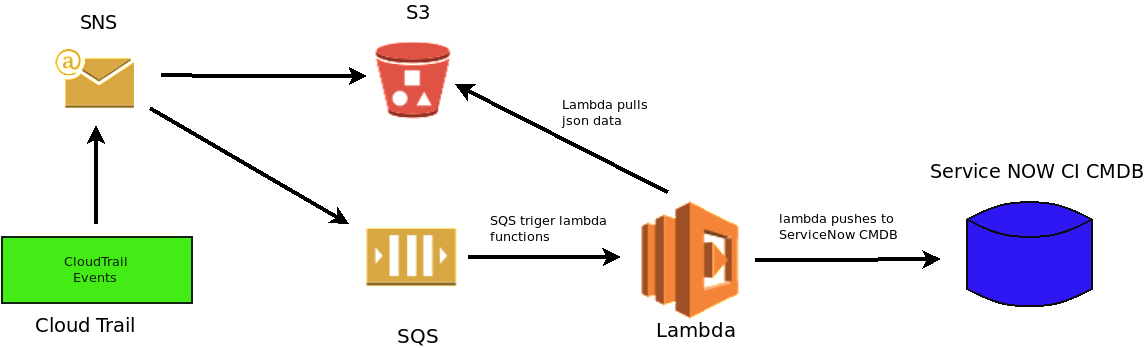 SNS
S3
@
Lambda pulls
json data
Service NOW CI CMDB
SQS triger lambda
functions
lambda pushes to
ServiceNow CMDB
CloudTrail
Events
Cloud Trail
SQS
Lambda